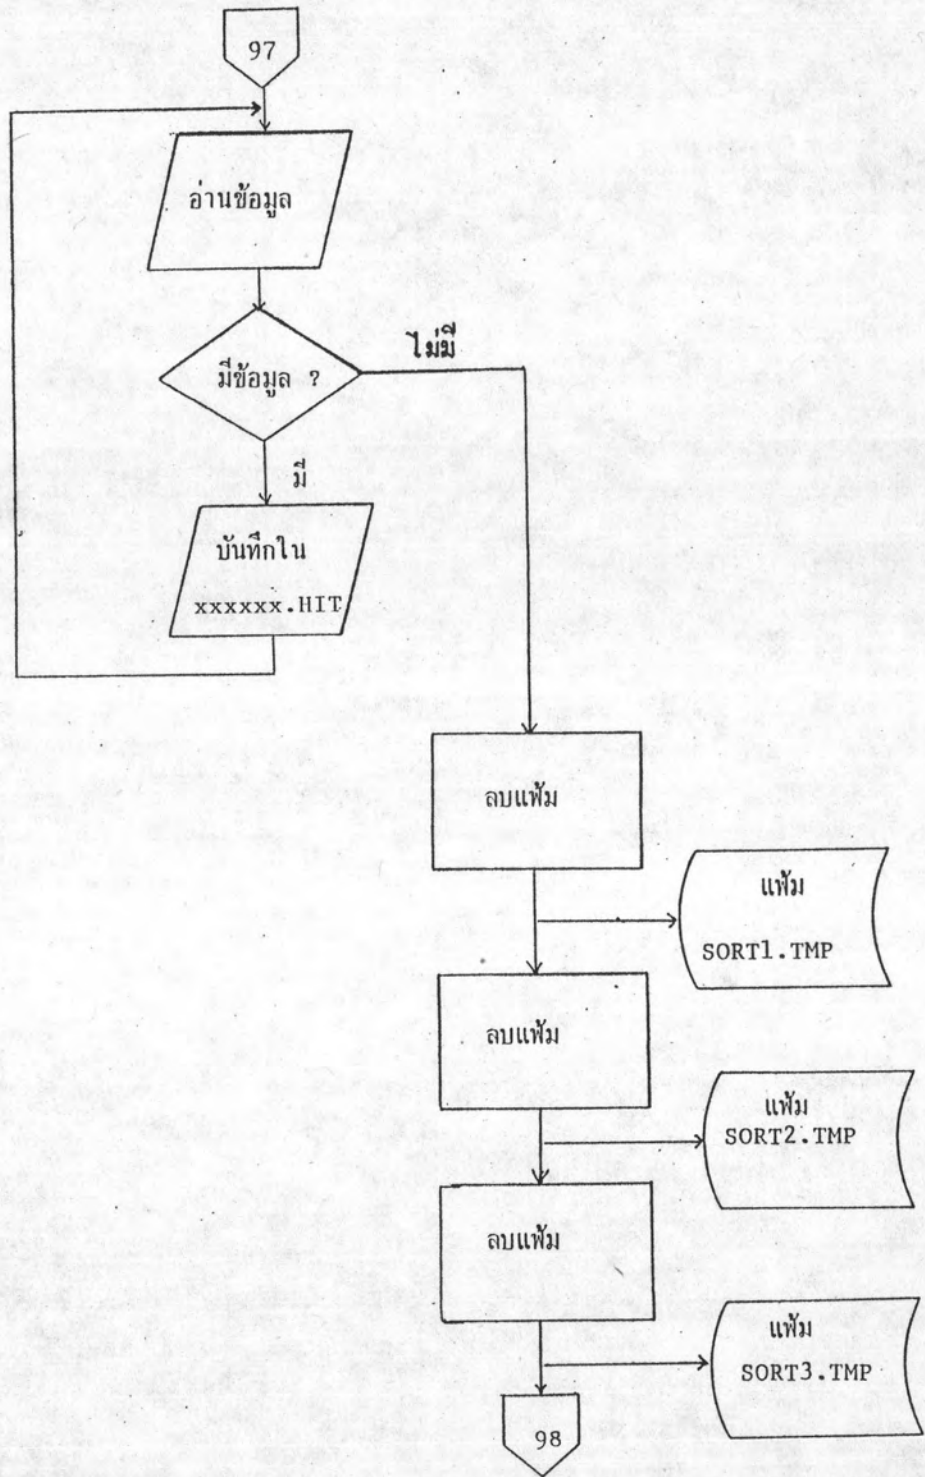 97
อ่านข้อมูล
มีข้อมูล ?
ไม่มี
มี
บันทึกใน
xxxxxx.HIT
ลบแฟ้ม
แฟ้ม
SORT1.TMP
ลบแฟ้ม
แฟ้ม
SORT2.TMP
ลบแฟ้ม
แฟ้ม
SORT3.TMP
98